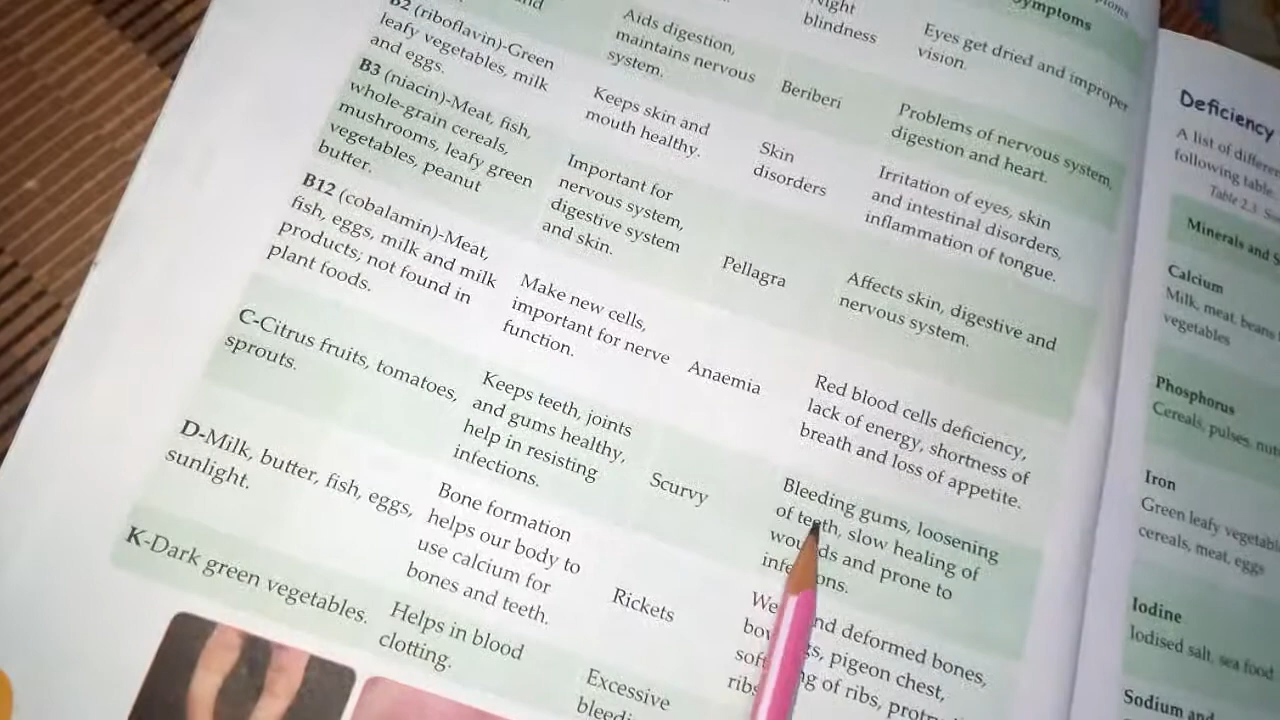 Symptoms
and
Night
blindness
Eyes get dried and improper
vision.
B2 (riboflavin)-Green
leafy vegetables, milk
and eggs.
Aids digestion,
maintains nervous
system.
Beriberi
Problems of nervous system,
digestion and heart.
B3 (niacin)-Meat, fish,
whole-grain cereals,
mushrooms, leafy green
vegetables, peanut
butter.
Keeps skin and
mouth healthy.
Skin
disorders
Irritation of eyes, skin
and intestinal disorders,
inflammation of tongue.
B12 (cobalamin)-Meat,
fish, eggs, milk and milk
products; not found in
plant foods.
Important for
nervous system,
digestive system
and skin.
Pellagra
Affects skin, digestive and
nervous system.
Make new cells,
important for nerve
function.
Anaemia
Red blood cells deficiency,
lack of energy, shortness of
breath and loss of appetite.
C-Citrus fruits, tomatoes,
sprouts.
Keeps teeth, joints
and gums healthy,
help in resisting
infections.
Scurvy
Bleeding gums, loosening
of teeth, slow healing of
wounds and prone to
D-Milk, butter, fish, eggs,
sunlight.
Bone formation
helps our body to
use calcium for
bones and teeth.
Rickets
and deformed bones,
pigeon chest,
of ribs,
K-Dark green vegetables.
Helps in blood
clotting.
Excessive
Deficiency
A list of
following table.
Table 2.3
Minerals and
Calcium
Milk, meat, beans
vegetables
Phosphorus
Cereals, pulses,
Iron
Green leafy
cereals, meat, eggs
Iodine
Iodised salt, sea food
Sodium and